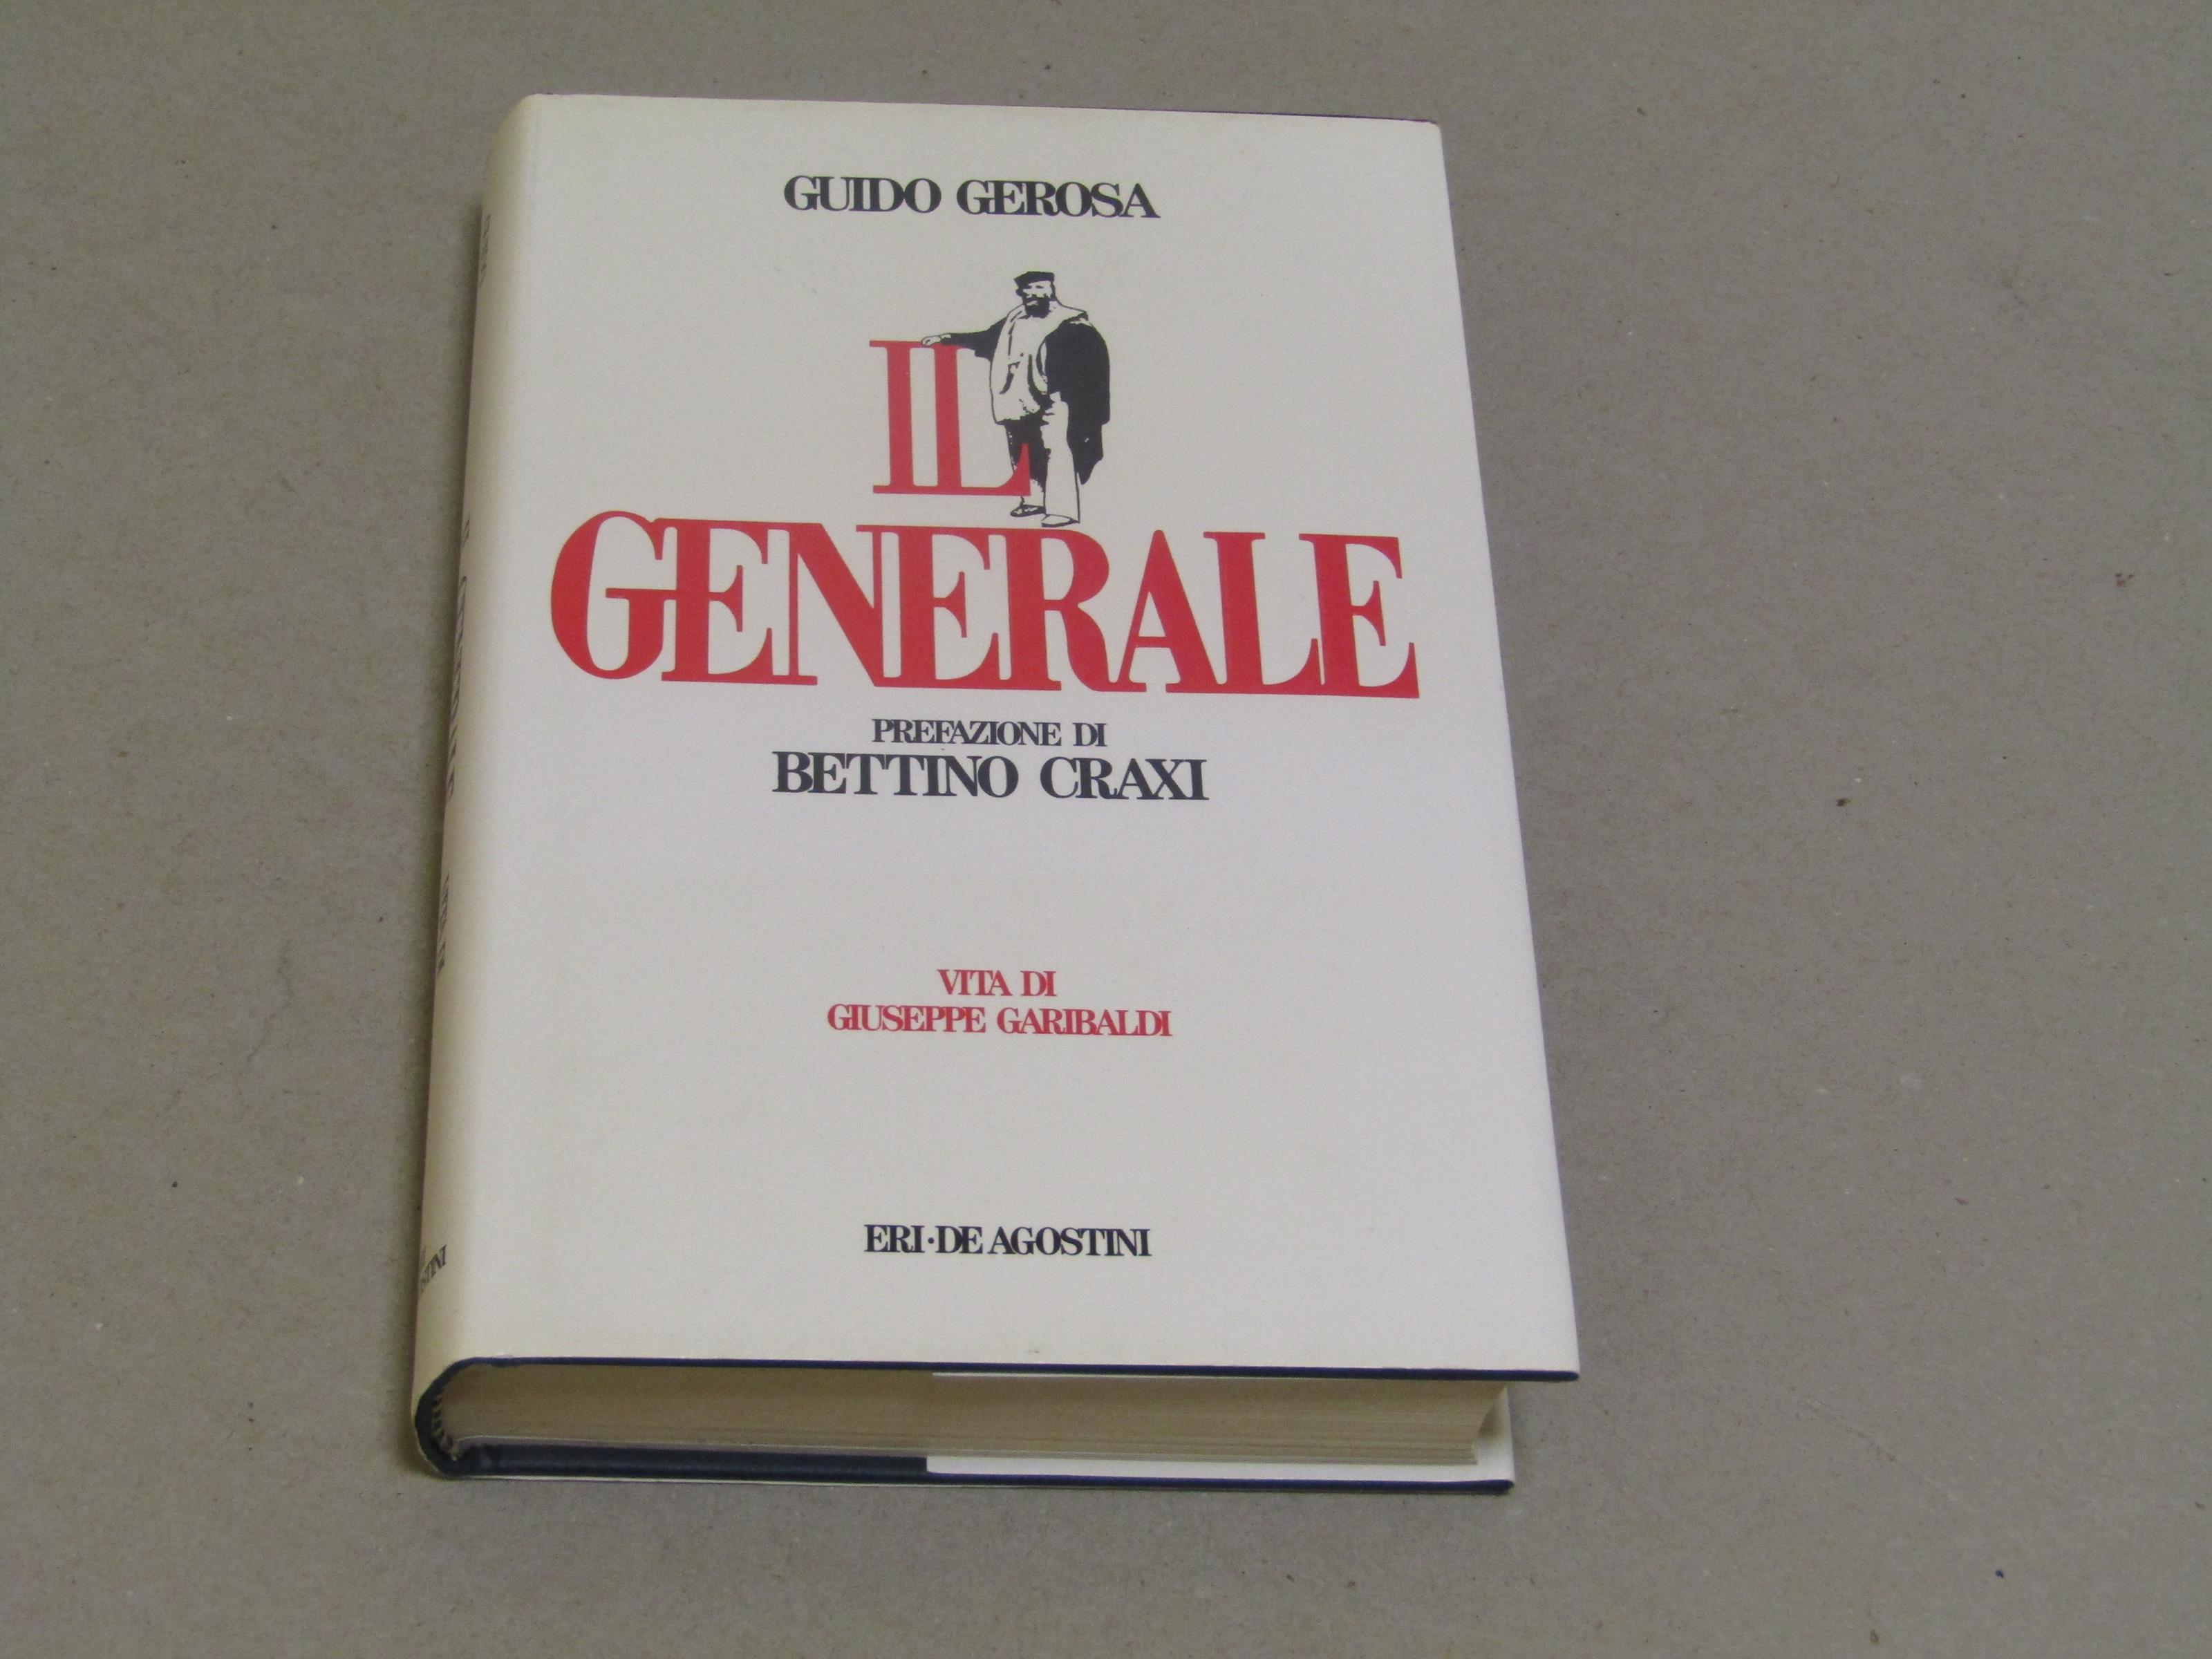 GUIDO GEROSA
IL
GENERALE
PREFAZIONE DI
BETTINO CRAXI
VITA DI
GIUSEPPE GARIBALDI
ERI·DE AGOSTINI